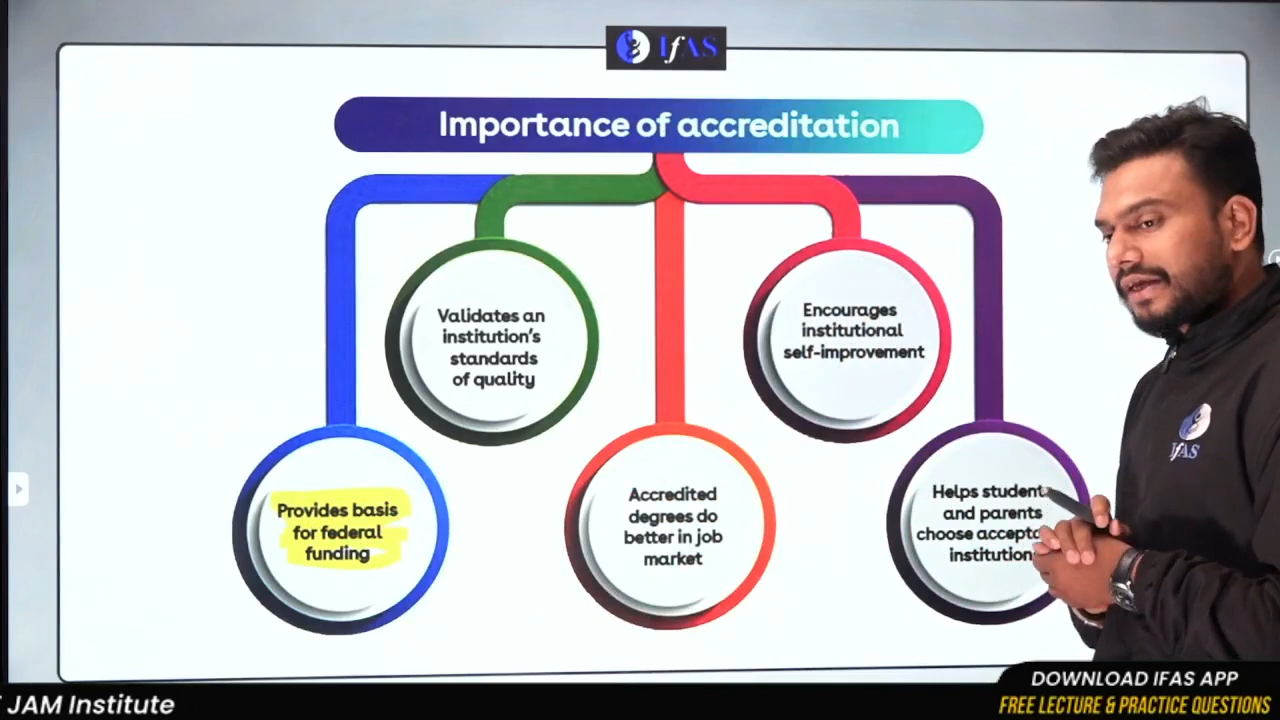 IfAS
Importance of accreditation
Validates an
institution's
standards
of quality
Encourages
institutional
self-improvement
Provides basis
for federal
funding
Accredited
degrees do
better in job
market
Helps student
and parents
choose
institution
IfAS
JAM Institute
DOWNLOAD IFAS APP
FREE LECTURE & PRACTICE QUESTIONS